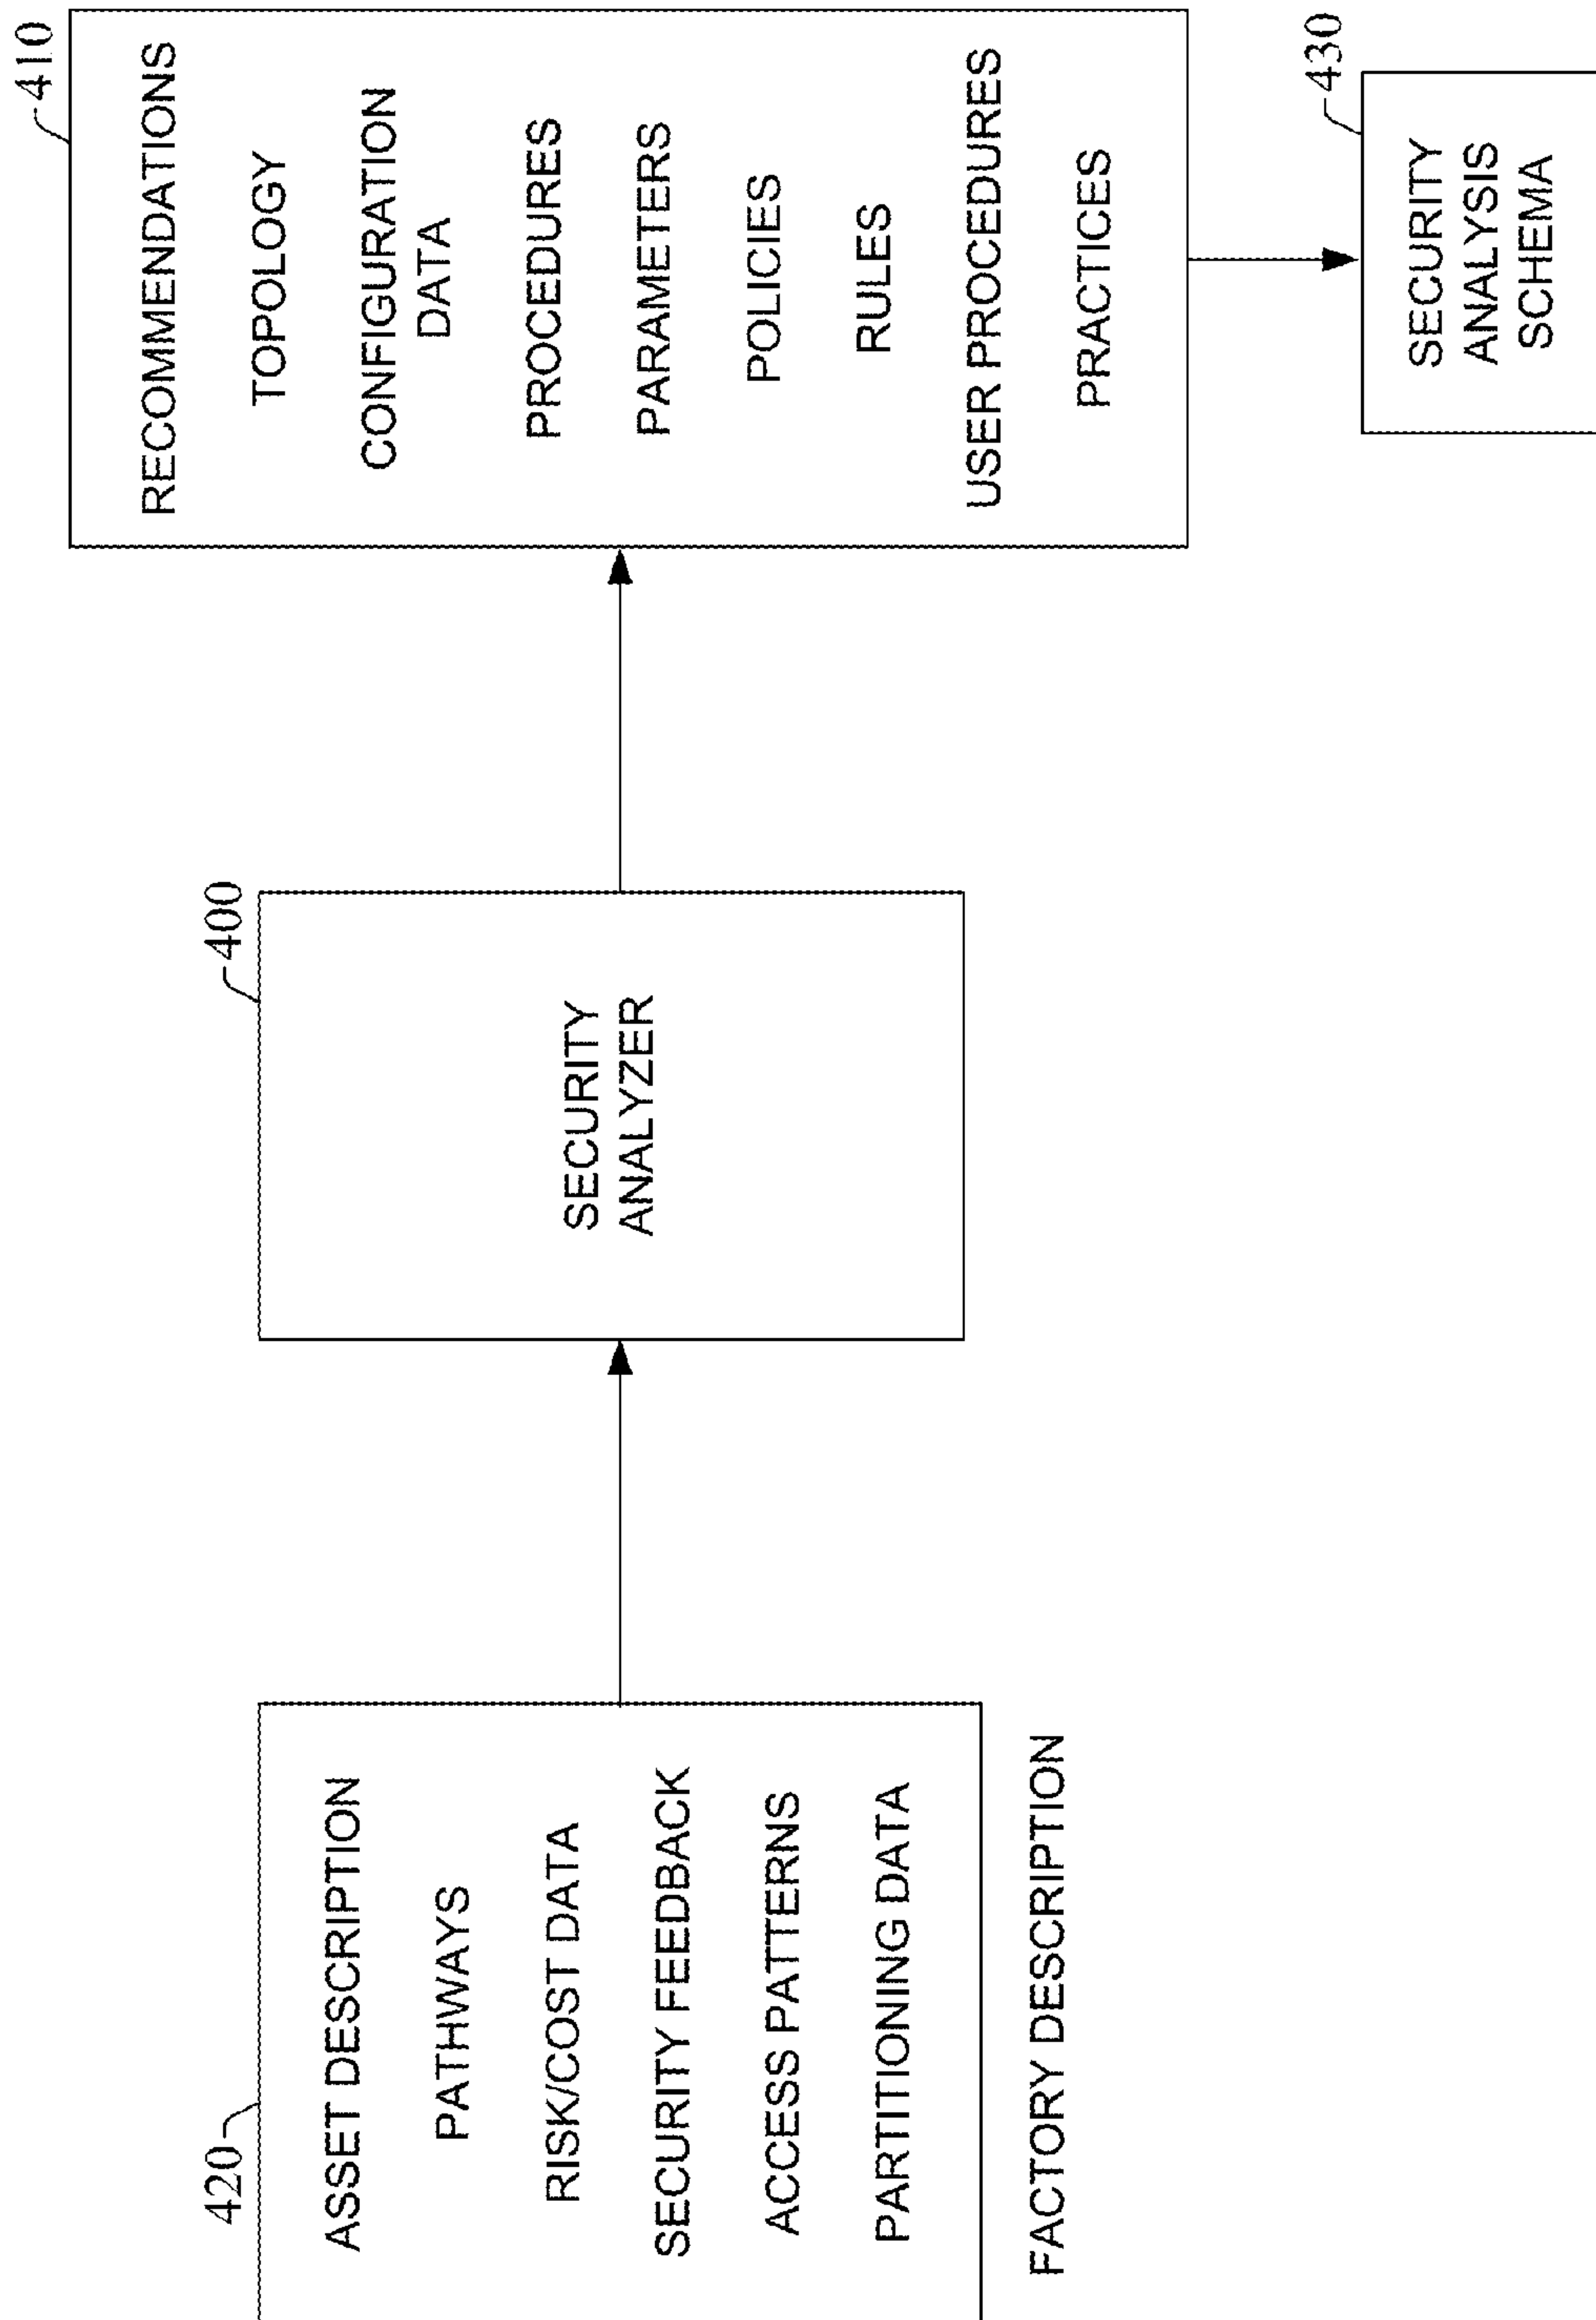 420
ASSET DESCRIPTION
PATHWAYS
RISK/COST DATA
SECURITY FEEDBACK
ACCESS PATTERNS
PARTITIONING DATA
FACTORY DESCRIPTION
400
SECURITY
ANALYZER
410
RECOMMENDATIONS
TOPOLOGY
CONFIGURATION
DATA
PROCEDURES
PARAMETERS
POLICIES
RULES
USER PROCEDURES
PRACTICES
430
SECURITY
ANALYSIS
SCHEMA